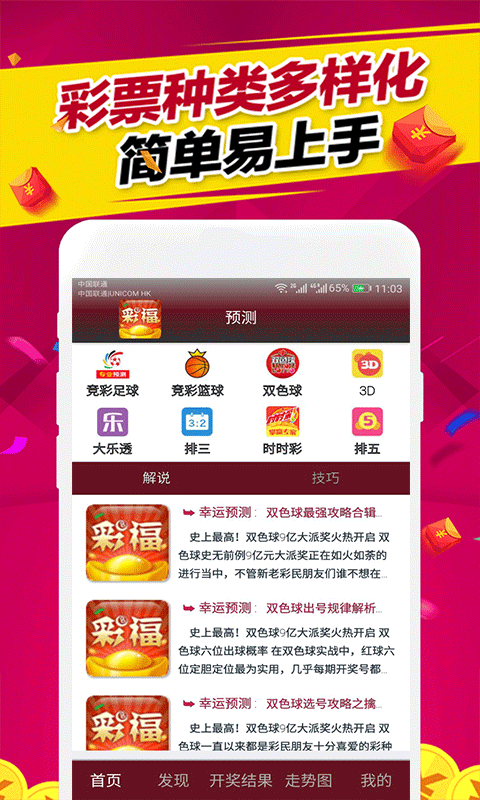 彩票种类多样化
简单易上手
中国联通
中国联通|UNICOM HK
2G 4G 65% 11:03
彩福
预测
专业预测
双色球
3D
竞彩足球 竞彩篮球 双色球 3D
乐
3:2
5
大乐透 排三 时时彩 排五
解说 技巧
彩福
幸运预测: 双色球最强攻略合辑...
史上最高！双色球9亿大派奖火热开启 双
色球史无前例9亿元大派奖正在如火如荼的
进行当中，不管新老彩民朋友们谁不想在...
彩福
幸运预测: 双色球出号规律解析...
史上最高！双色球9亿大派奖火热开启 双
色球六位出球概率 在双色球实战中，红球六
位定胆定位最为实用，几乎每期开奖号都...
彩福
幸运预测: 双色球选号攻略之擒...
史上最高！双色球9亿大派奖火热开启 双
色球一直以来都是彩民朋友十分喜爱的彩种
首页 发现 开奖结果 走势图 我的